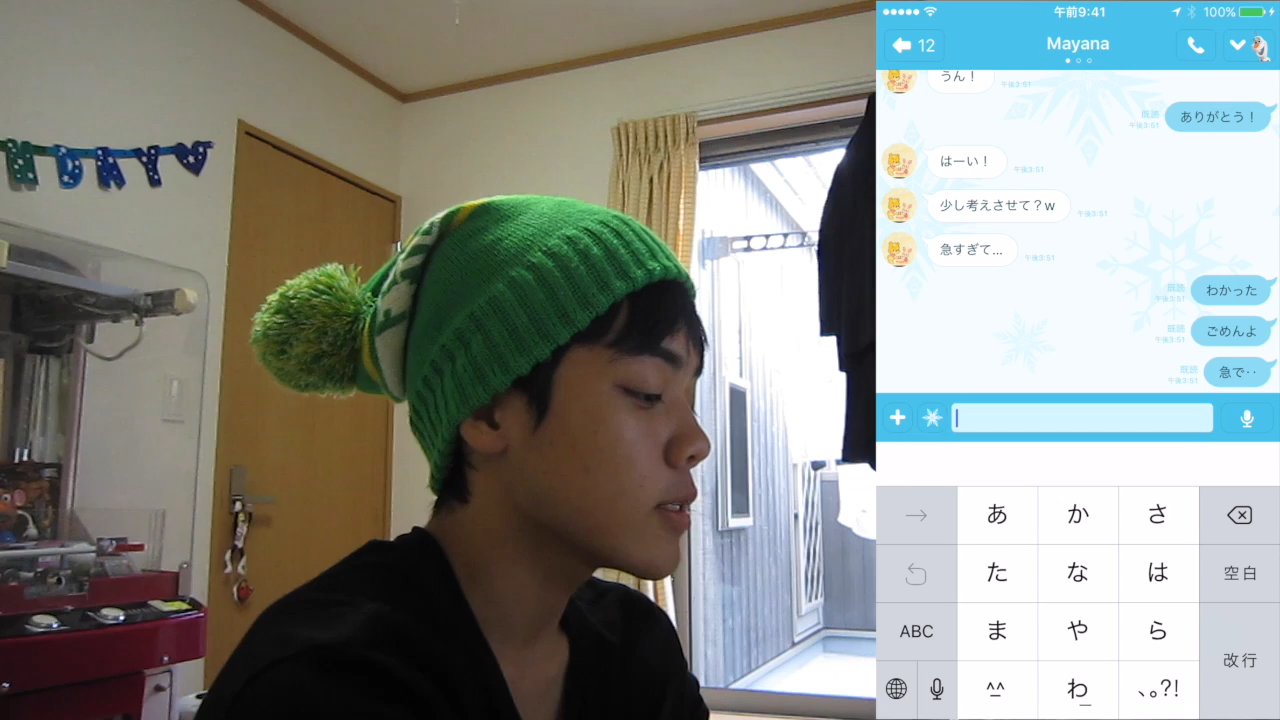 HDAY
午前9:41
100%
12
Mayana
うん！
午後3:51
既読
午後3:51
ありがとう！
はーい！
午後3:51
少し考えさせて？w
午後3:51
急すぎて...
午後3:51
既読
午後3:51
わかった
既読
午後3:51
ごめんよ
既読
午後3:51
急で‥
→
あ
か
さ
た
な
は
空白
ABC
ま
や
ら
改行
^^
わ
、。?!